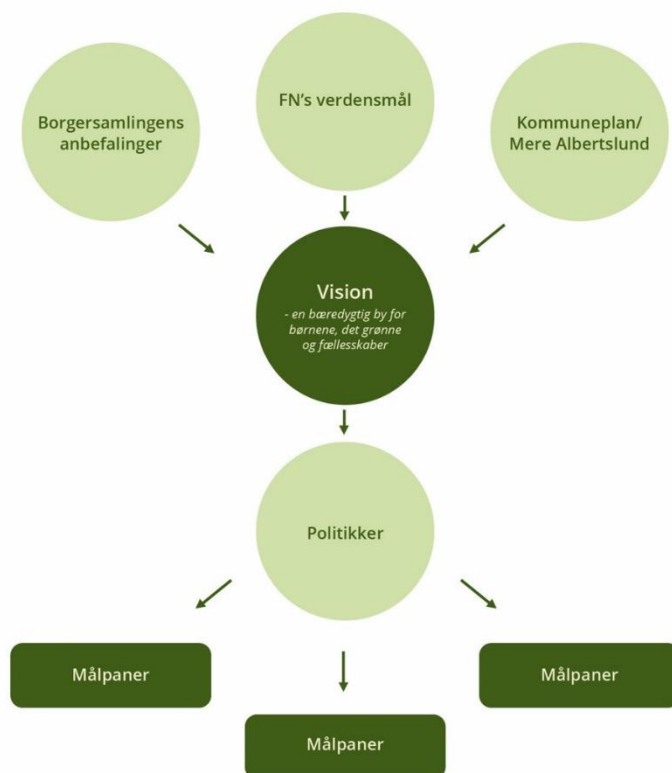 FN's verdensmål
Borgersamlingens
anbefalinger
Kommuneplan/
Mere Albertslund
Vision
- en bæredygtig by for
børnene, det grønne
og fællesskaber
Politikker
Målpaner
Målpaner
Målpaner